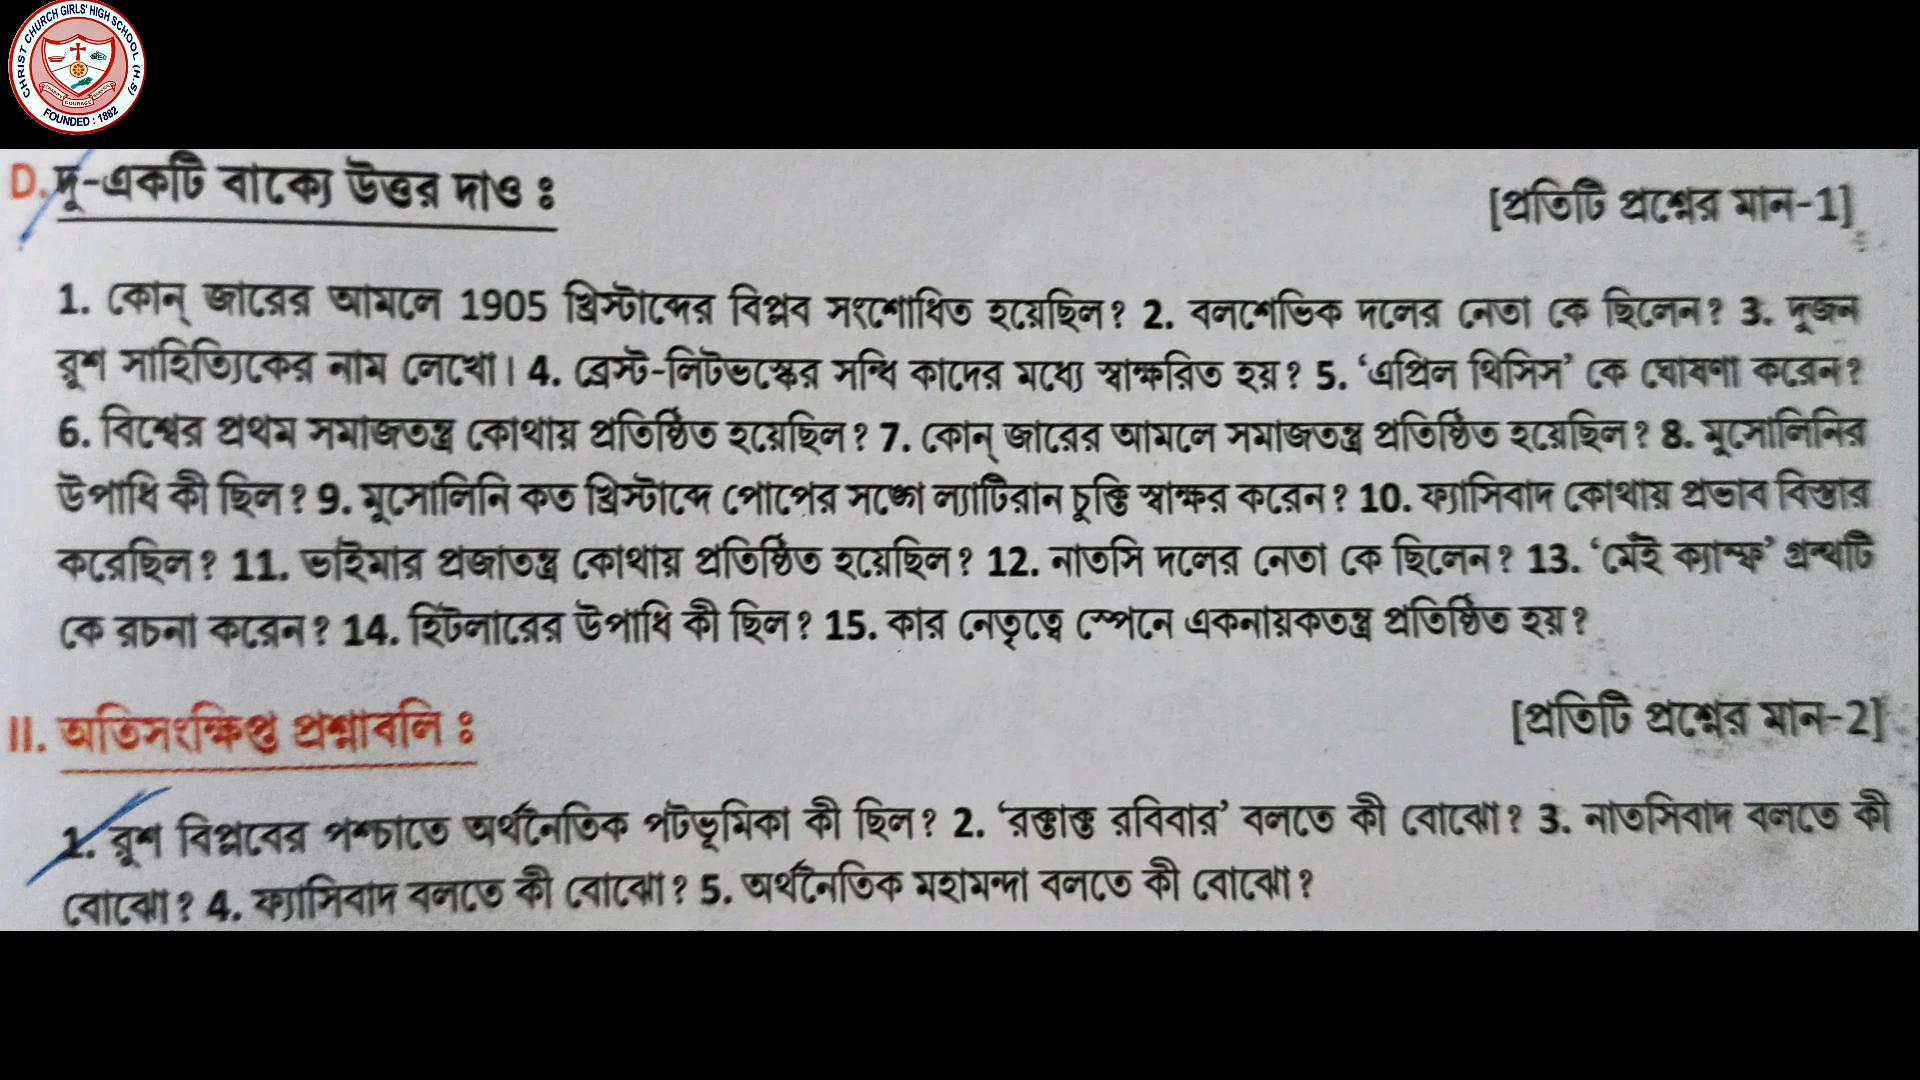 CHRIST CHURCH GIRLS' HIGH SCHOOL (H.S)
COURAGE
FOUNDED : 1882
D. দু-একটি বাক্যে উত্তর দাও : [প্রতিটি প্রশ্নের মান-1]
1. কোন্ জারের আমলে 1905 খ্রিস্টাব্দের বিপ্লব সংশোধিত হয়েছিল? 2. বলশেভিক দলের নেতা কে ছিলেন? 3. দুজন
রুশ সাহিত্যিকের নাম লেখো। 4. ব্রেস্ট-লিটভস্কের সন্ধি কাদের মধ্যে স্বাক্ষরিত হয়? 5. ‘এপ্রিল থিসিস’ কে ঘোষণা করেন?
6. বিশ্বের প্রথম সমাজতন্ত্র কোথায় প্রতিষ্ঠিত হয়েছিল? 7. কোন্ জারের আমলে সমাজতন্ত্র প্রতিষ্ঠিত হয়েছিল? 8. মুসোলিনির
উপাধি কী ছিল? 9. মুসোলিনি কত খ্রিস্টাব্দে পোপের সঙ্গে ল্যাটিরান চুক্তি স্বাক্ষর করেন? 10. ফ্যাসিবাদ কোথায় প্রভাব বিস্তার
করেছিল? 11. ভাইমার প্রজাতন্ত্র কোথায় প্রতিষ্ঠিত হয়েছিল? 12. নাতসি দলের নেতা কে ছিলেন? 13. ‘মেঁই ক্যাম্ফ’ গ্রন্থটি
কে রচনা করেন? 14. হিটলারের উপাধি কী ছিল? 15. কার নেতৃত্বে স্পেনে একনায়কতন্ত্র প্রতিষ্ঠিত হয়?
II. অতিসংক্ষিপ্ত প্রশ্নাবলি : [প্রতিটি প্রশ্নের মান-2]
1. রুশ বিপ্লবের পশ্চাতে অর্থনৈতিক পটভূমিকা কী ছিল? 2. ‘রক্তাক্ত রবিবার’ বলতে কী বোঝো? 3. নাতসিবাদ বলতে কী
বোঝো? 4. ফ্যাসিবাদ বলতে কী বোঝো? 5. অর্থনৈতিক মহামন্দা বলতে কী বোঝো?